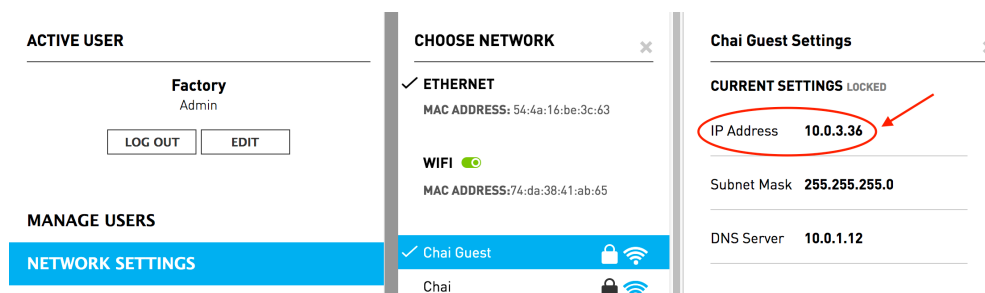 ACTIVE USER
Factory
Admin
LOG OUT
EDIT
MANAGE USERS
NETWORK SETTINGS
CHOOSE NETWORK
ETHERNET
MAC ADDRESS: 54:4a:16:be:3c:63
WIFI
MAC ADDRESS:74:da:38:41:ab:65
Chai Guest
Chai
Chai Guest Settings
CURRENT SETTINGS LOCKED
IP Address 10.0.3.36
Subnet Mask 255.255.255.0
DNS Server 10.0.1.12